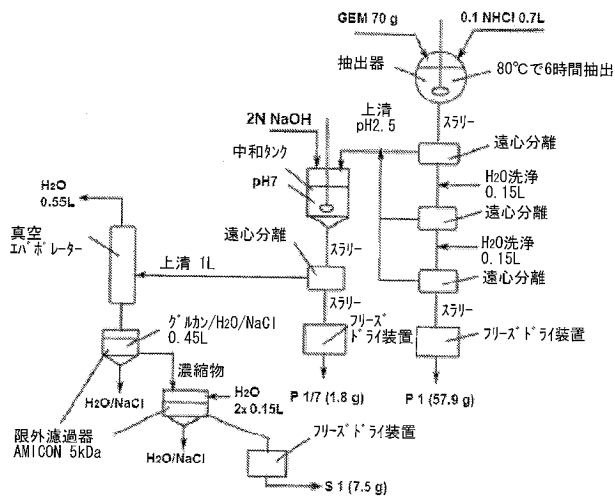 GEM 70 g
0.1 NHCl 0.7L
抽出器
80℃で6時間抽出
スラリー
上清
pH2.5
遠心分離
H₂O洗浄
0.15L
遠心分離
H₂O洗浄
0.15L
遠心分離
スラリー
フリーズドライ装置
P 1 (57.9 g)
2N NaOH
中和タンク
pH7
スラリー
遠心分離
スラリー
フリーズ
ドライ装置
P 1/7 (1.8 g)
上清 1L
H₂O
0.55L
真空
エバポレーター
グルカン/H₂O/NaCl
0.45L
濃縮物
H₂O/NaCl
H₂O
2x 0.15L
限外濾過器
AMICON 5kDa
H₂O/NaCl
フリーズドライ装置
S 1 (7.5 g)